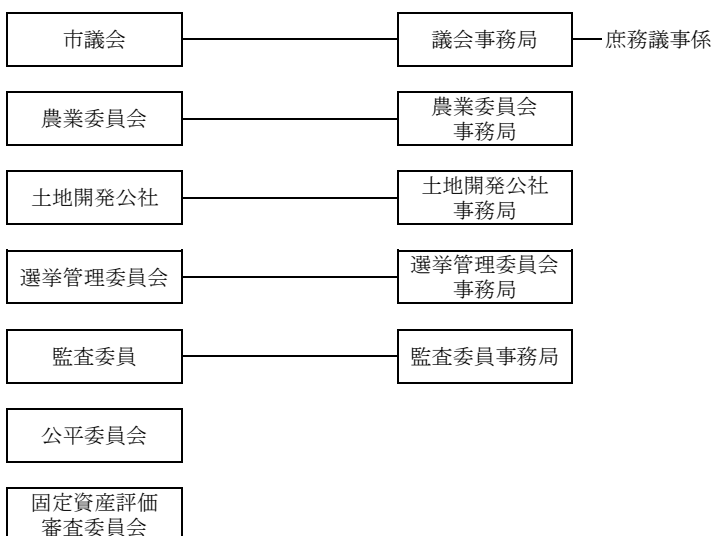 市議会
議会事務局
庶務議事係
農業委員会
農業委員会
事務局
土地開発公社
土地開発公社
事務局
選挙管理委員会
選挙管理委員会
事務局
監査委員
監査委員事務局
公平委員会
固定資産評価
審査委員会